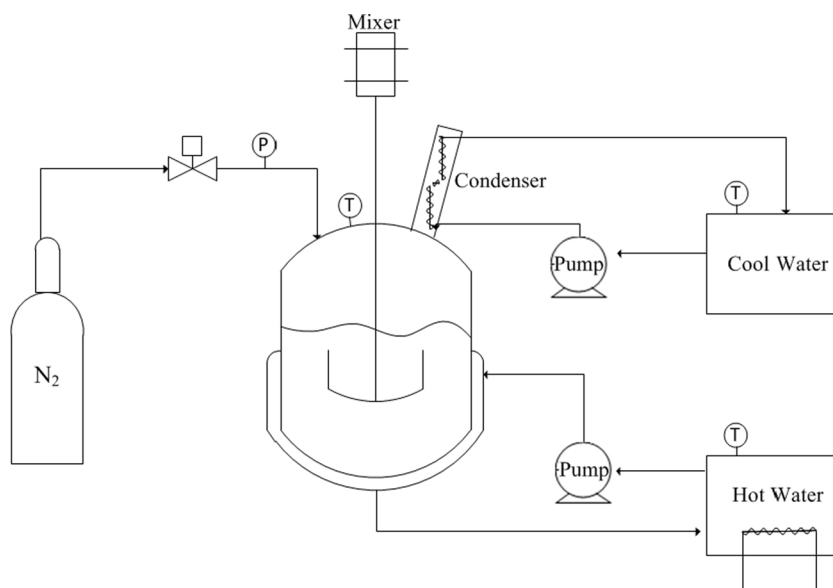 Mixer
P
T
Condenser
T
Pump
Cool Water
N₂
T
Pump
Hot Water